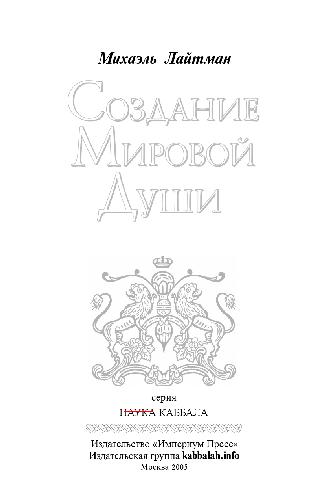 Михаэль Лайтман
Создание
Мировой
Души
серия
НАУКА КАББАЛА
Издательство «Империум Пресс»
Издательская группа kabbalah.info
Москва 2005